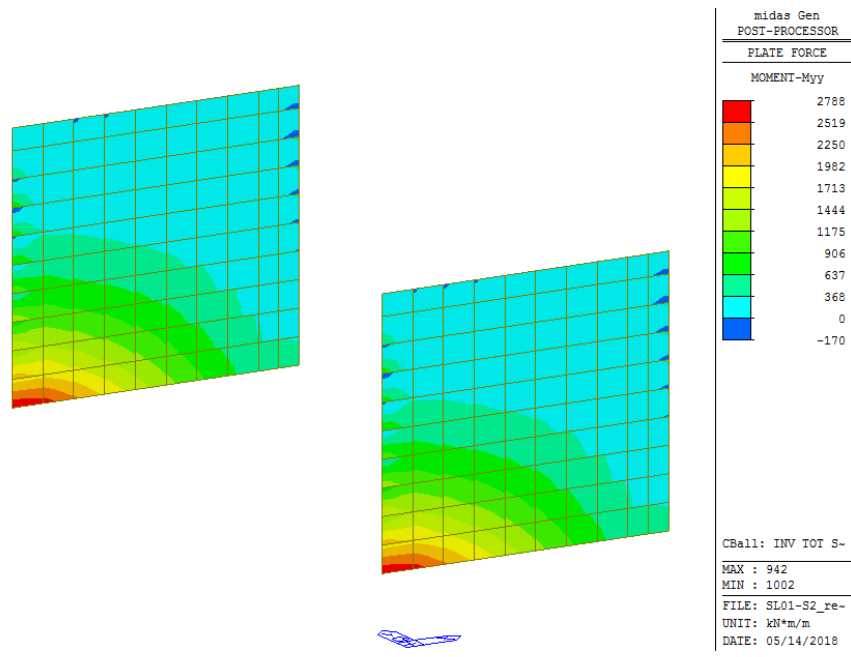 midas Gen
POST-PROCESSOR
PLATE FORCE
MOMENT-Myy
2788
2519
2250
1982
1713
1444
1175
906
637
368
0
-170
CBall: INV TOT S~
MAX : 942
MIN : 1002
FILE: SL01-S2_re~
UNIT: kN*m/m
DATE: 05/14/2018